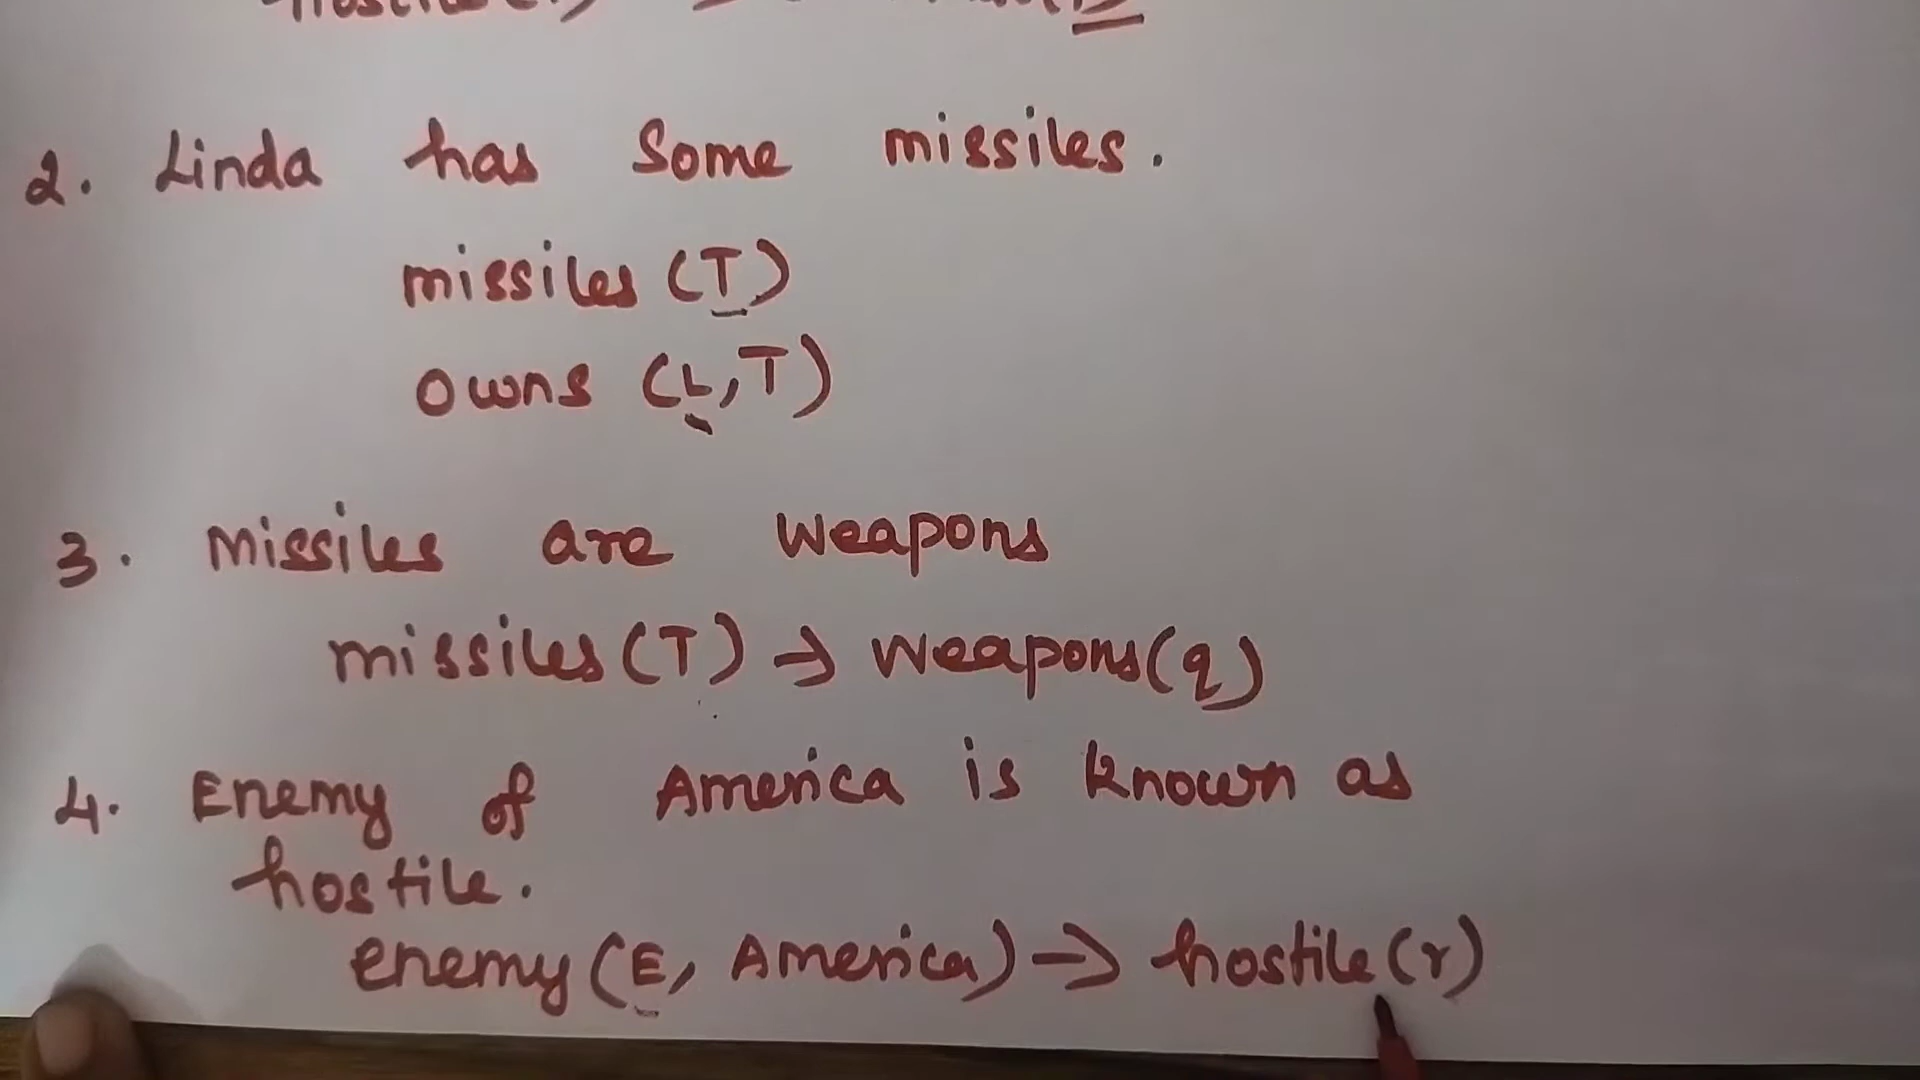 2. Linda has Some missiles.
missiles (T)
owns (L,T)
3. Missiles are weapons
missiles (T) → weapons(q)
4. Enemy of America is known as
hostile.
enemy (E, America) → hostile (r)